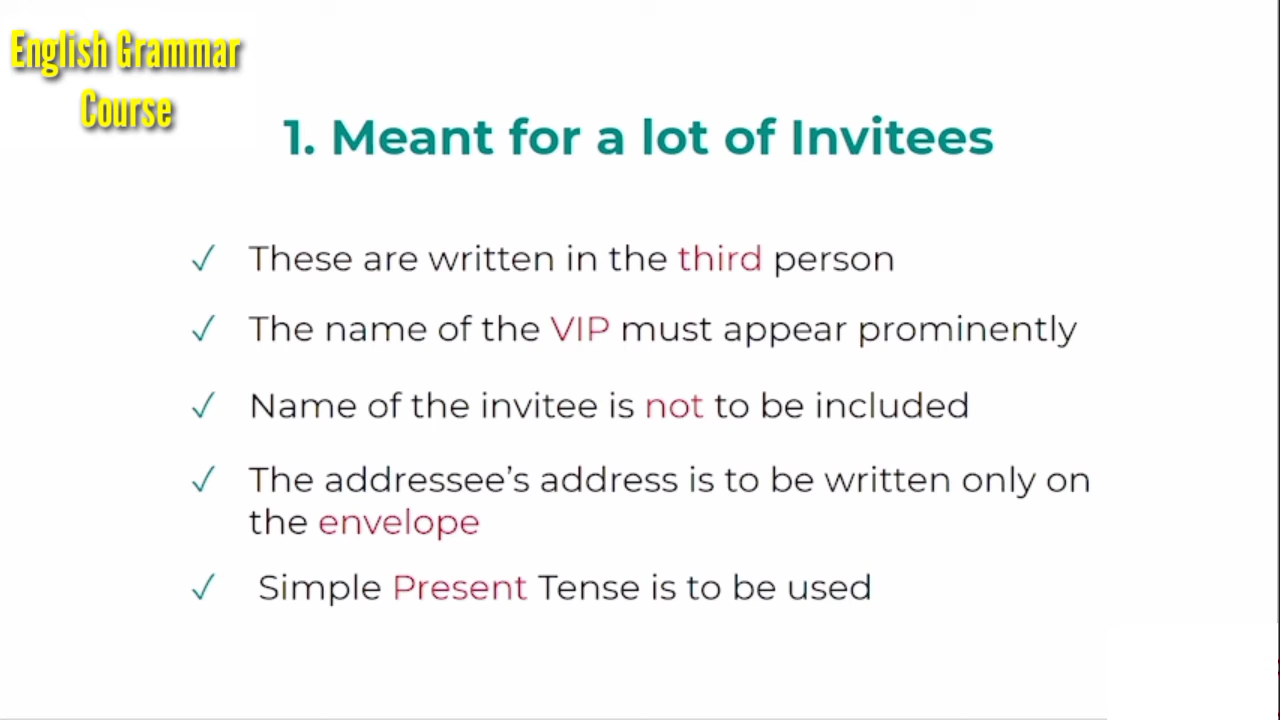 English Grammar
Course
1. Meant for a lot of Invitees
✓ These are written in the third person
✓ The name of the VIP must appear prominently
✓ Name of the invitee is not to be included
✓ The addressee’s address is to be written only on
the envelope
✓ Simple Present Tense is to be used